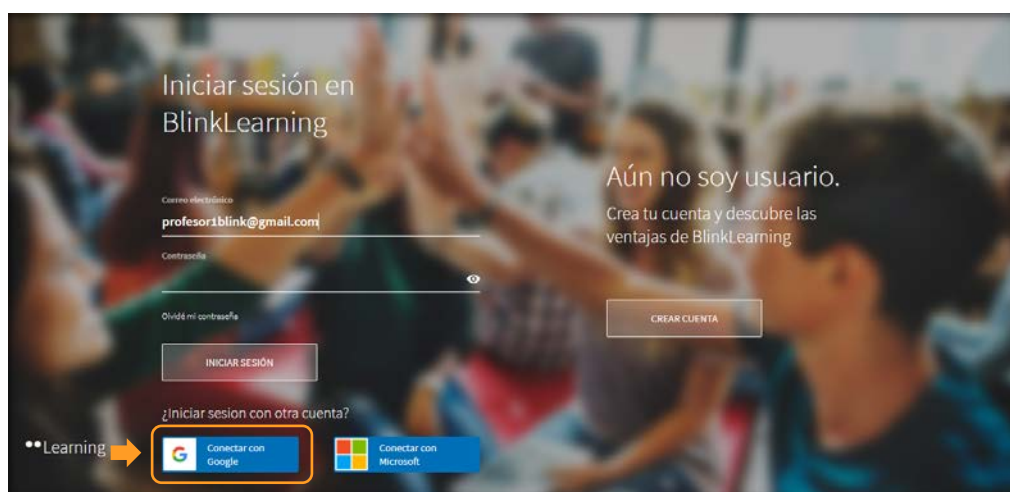 Iniciar sesión en
BlinkLearning
Correo electrónico
profesor1blink@gmail.com
Contraseña
Olvidé mi contraseña
INICIAR SESIÓN
¿Iniciar sesion con otra cuenta?
Learning
Conectar con
Google
Conectar con
Microsoft
Aún no soy usuario.
Crea tu cuenta y descubre las
ventajas de BlinkLearning
CREAR CUENTA